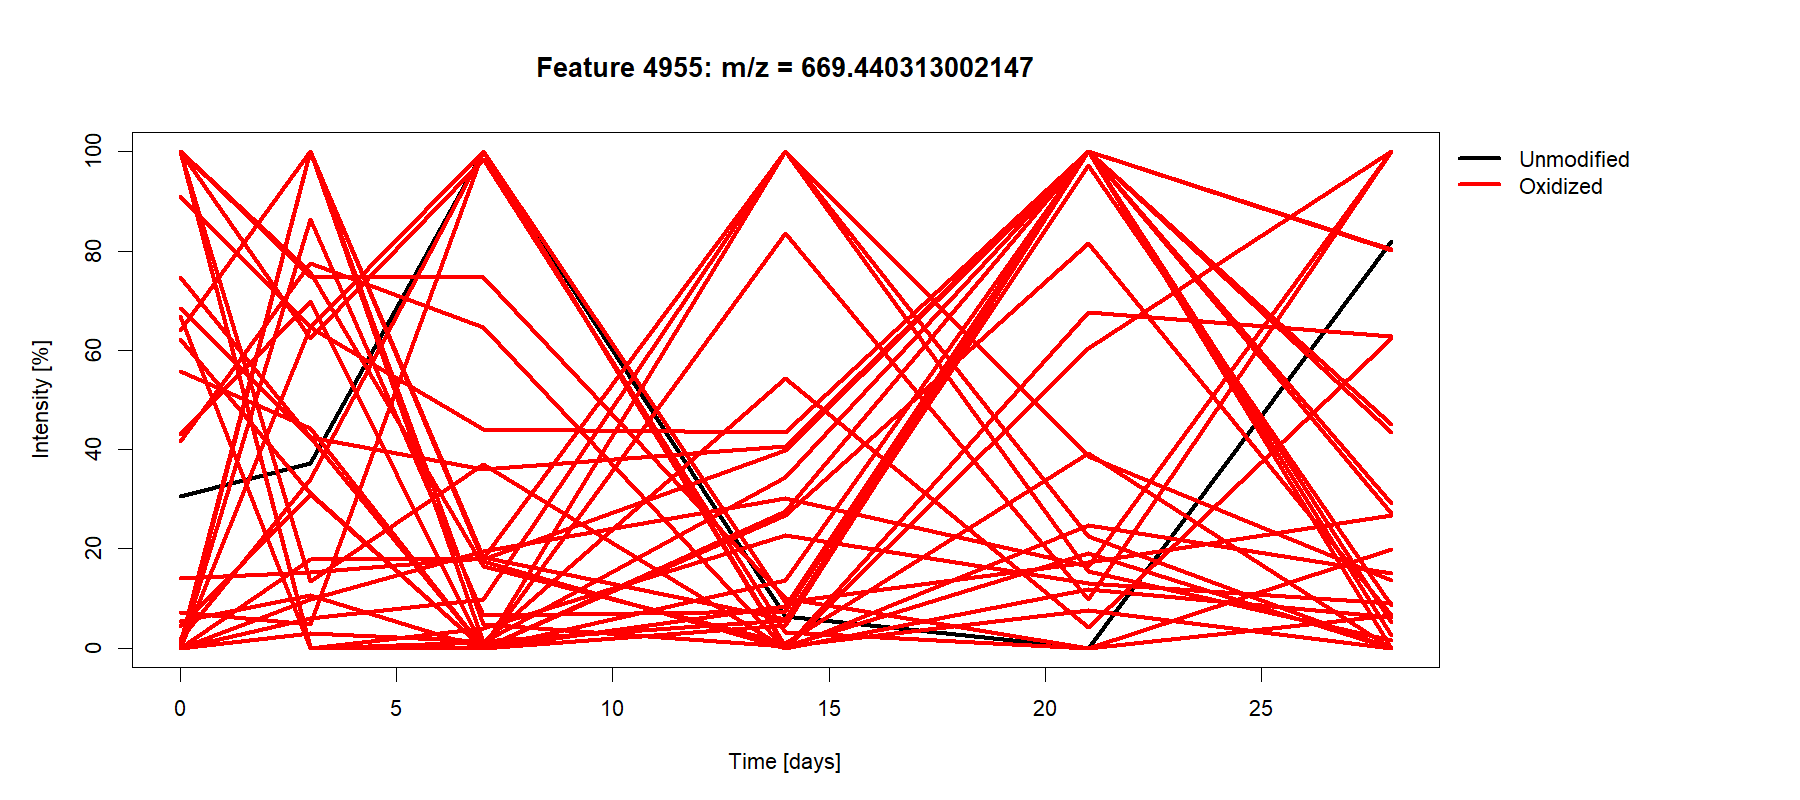 Feature 4955: m/z = 669.440313002147
Unmodified
Oxidized
Intensity [%]
100
80
60
40
20
0
0 5 10 15 20 25
Time [days]